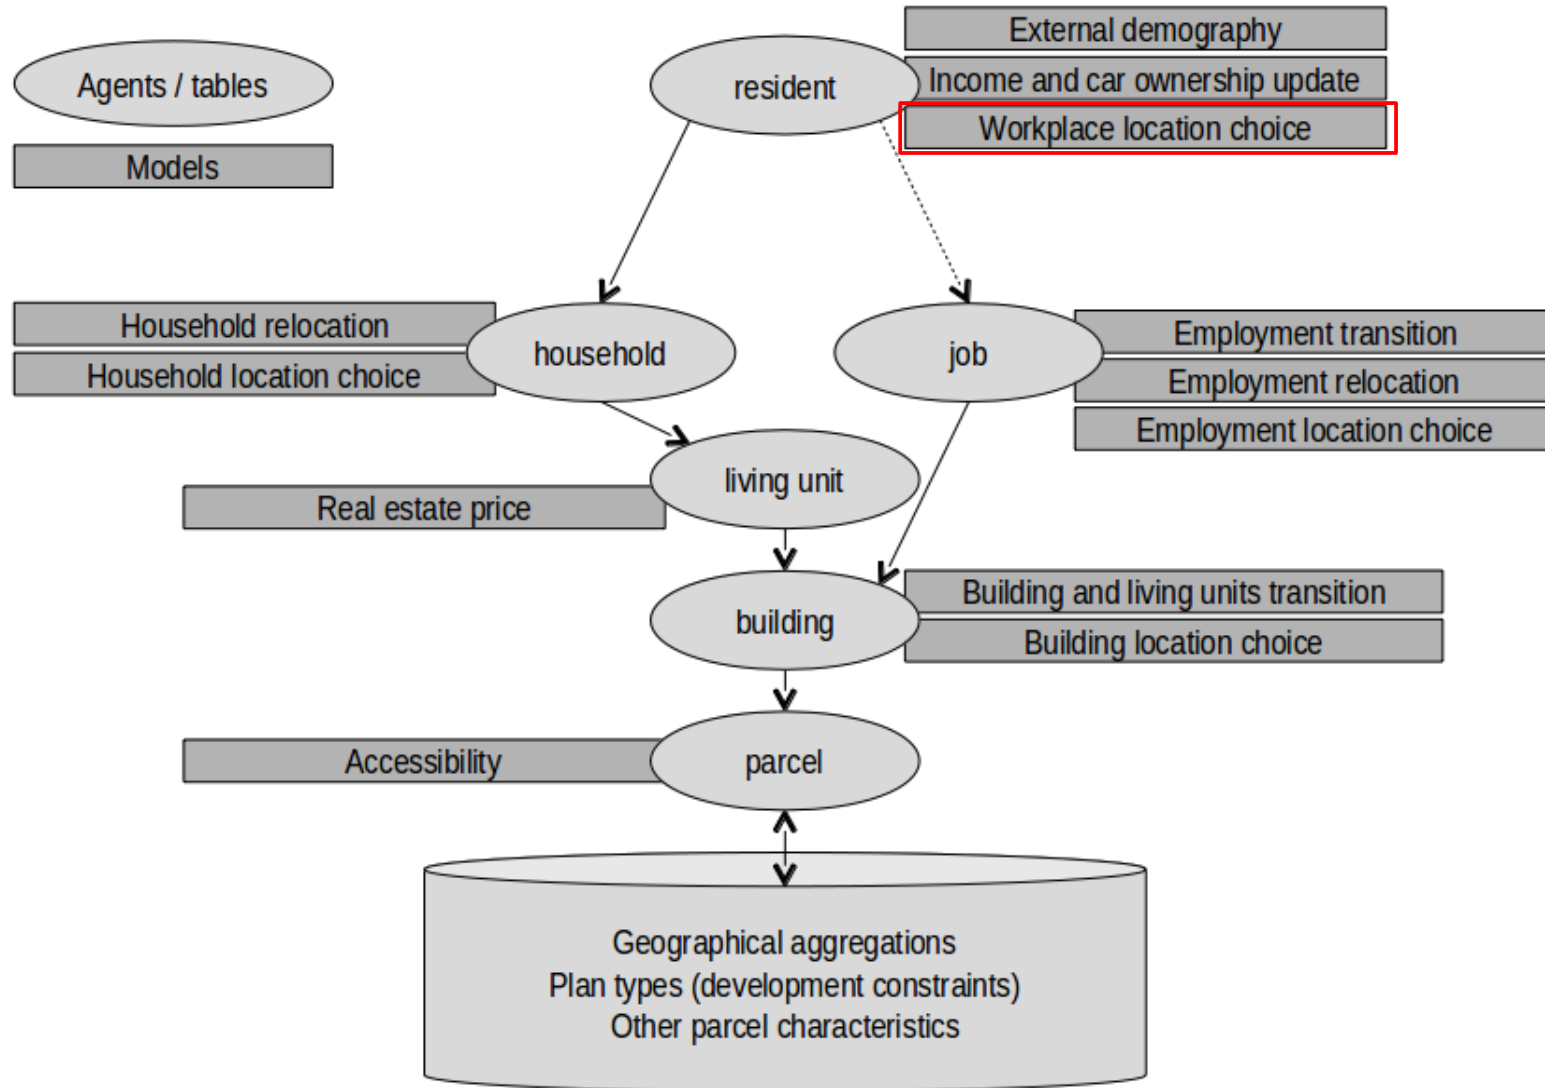 External demography
Agents / tables
resident
Income and car ownership update
Workplace location choice
Models
Household relocation
Household location choice
household
job
Employment transition
Employment relocation
Employment location choice
living unit
Real estate price
building
Building and living units transition
Building location choice
Accessibility
parcel
Geographical aggregations
Plan types (development constraints)
Other parcel characteristics